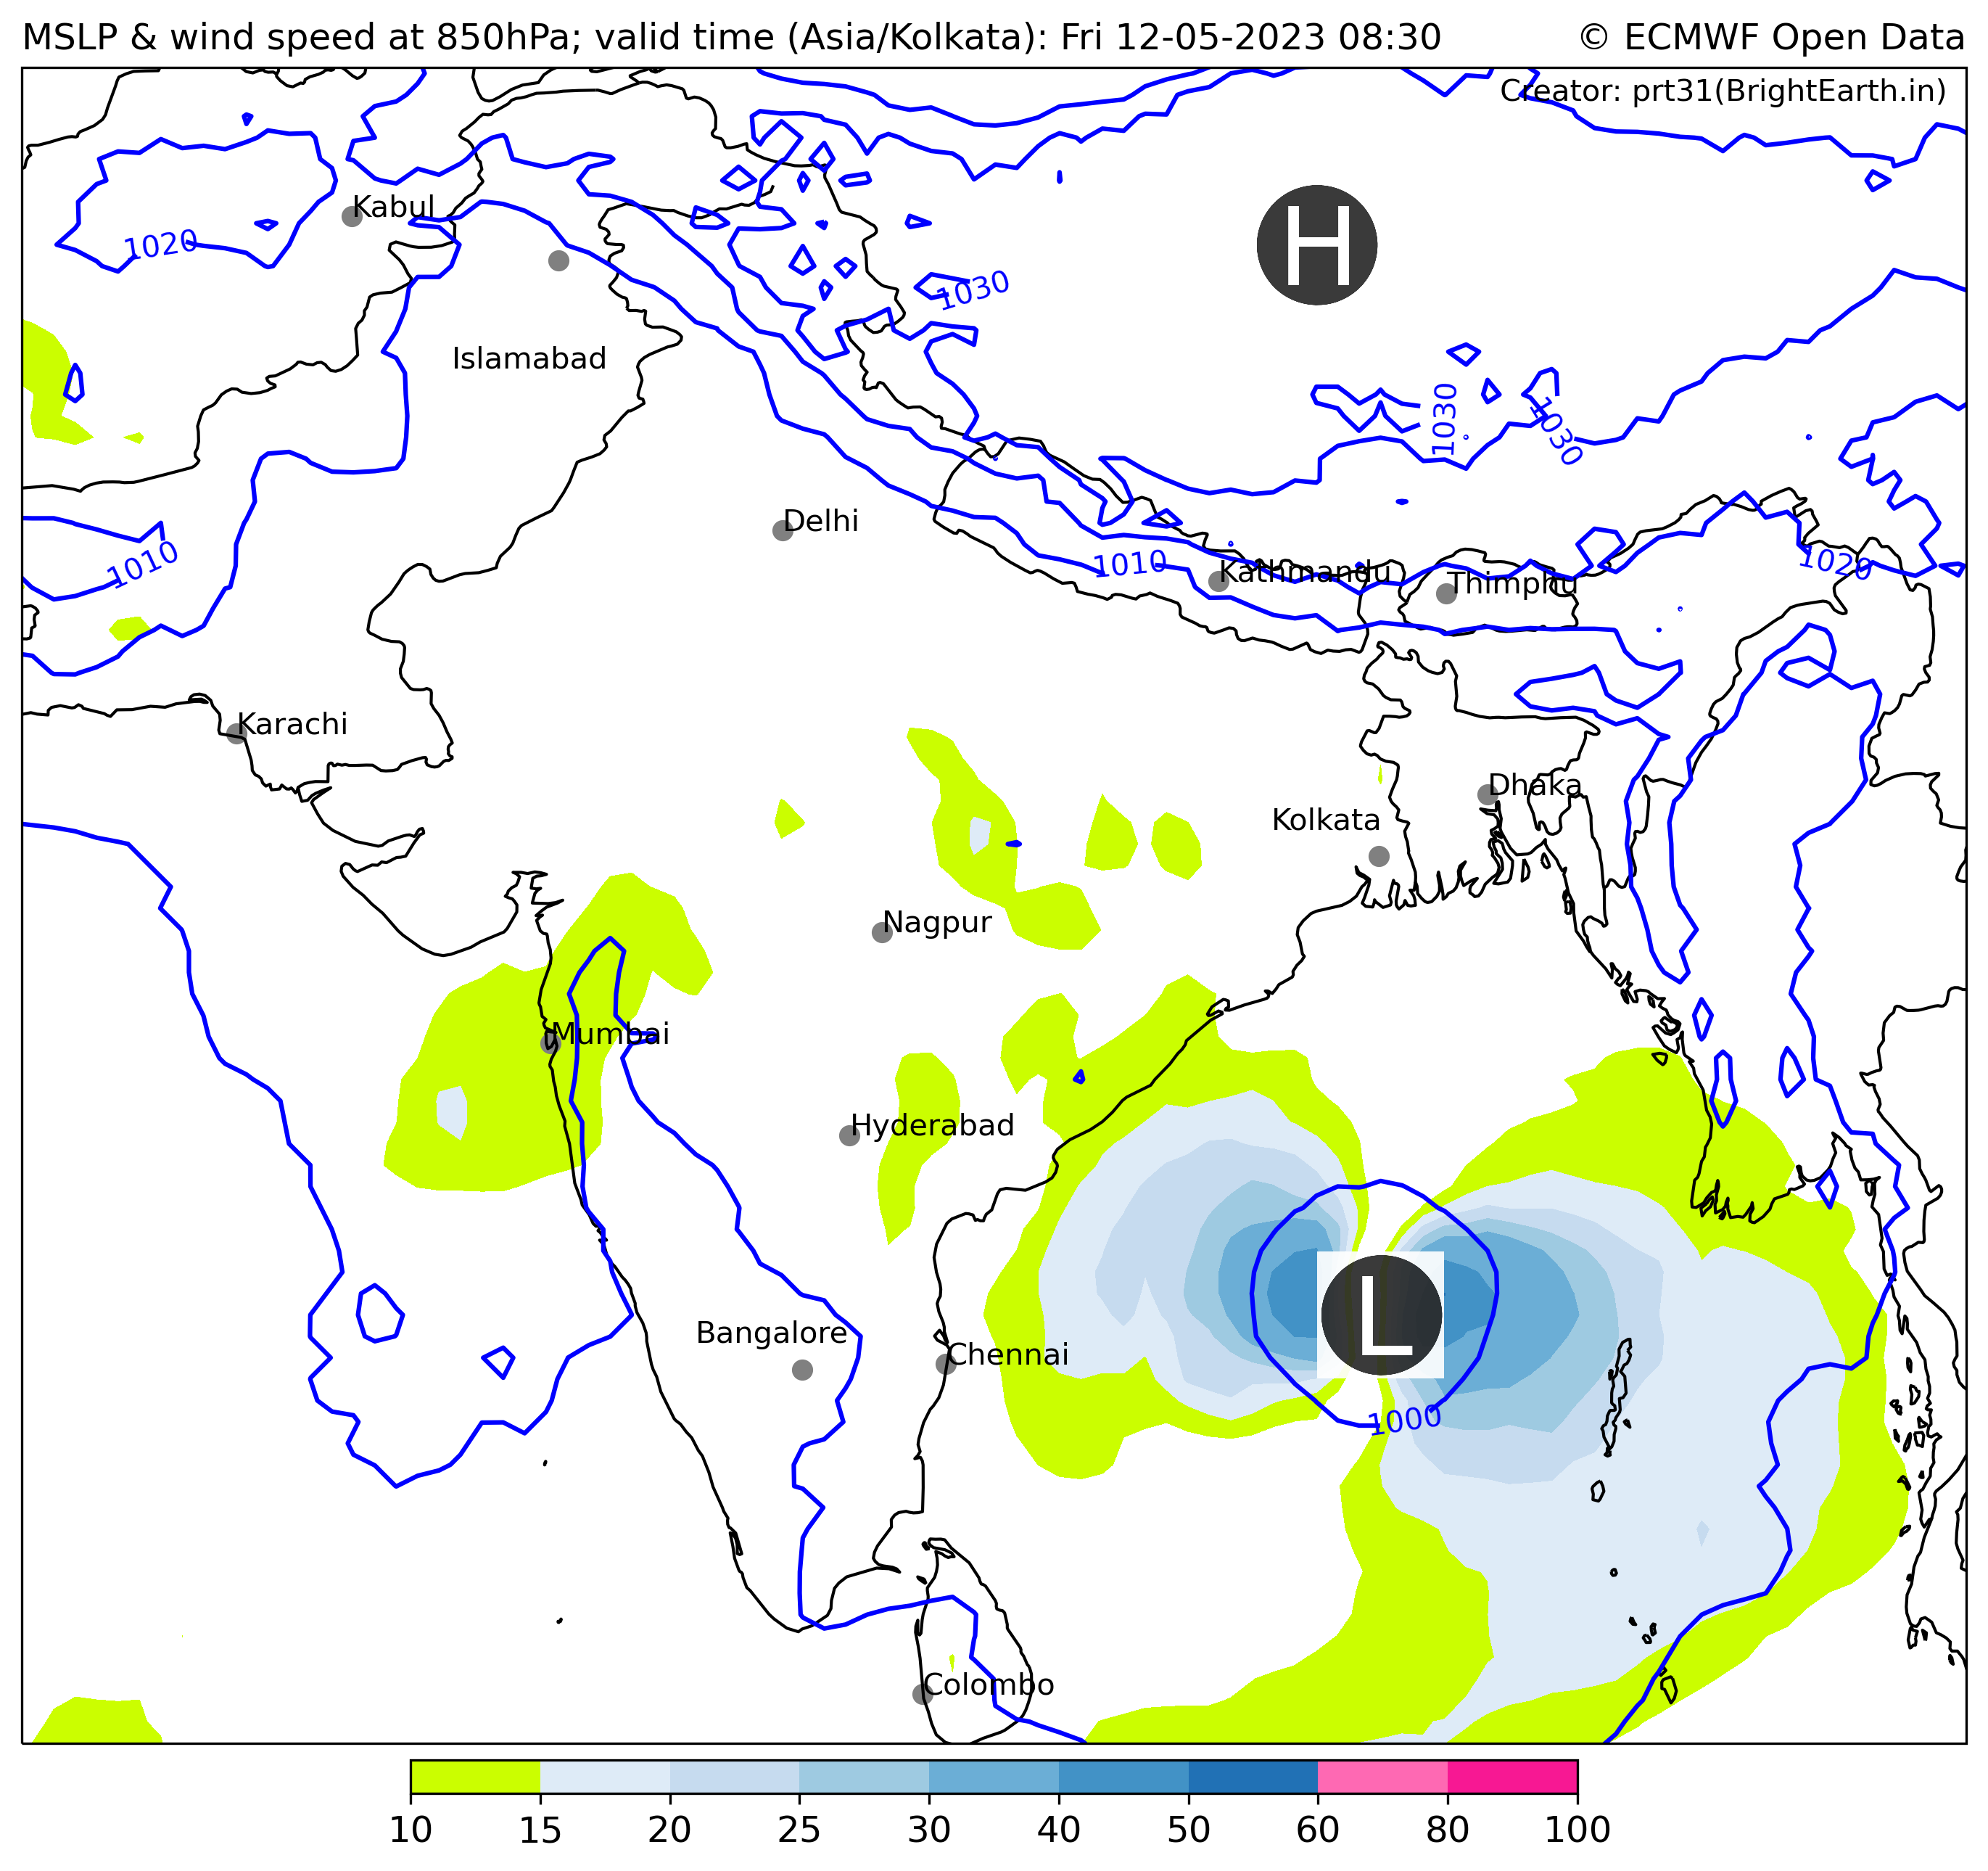 MSLP & wind speed at 850hPa; valid time (Asia/Kolkata): Fri 12-05-2023 08:30 © ECMWF Open Data
Creator: prt31(BrightEarth.in)
Kabul
H
1020
1030
Islamabad
1030
1030
Delhi
1010
1010
Kathmandu
Thimphu
1020
Karachi
Dhaka
Kolkata
Nagpur
Mumbai
Hyderabad
L
Bangalore
Chennai
1000
Colombo
10 15 20 25 30 40 50 60 80 100